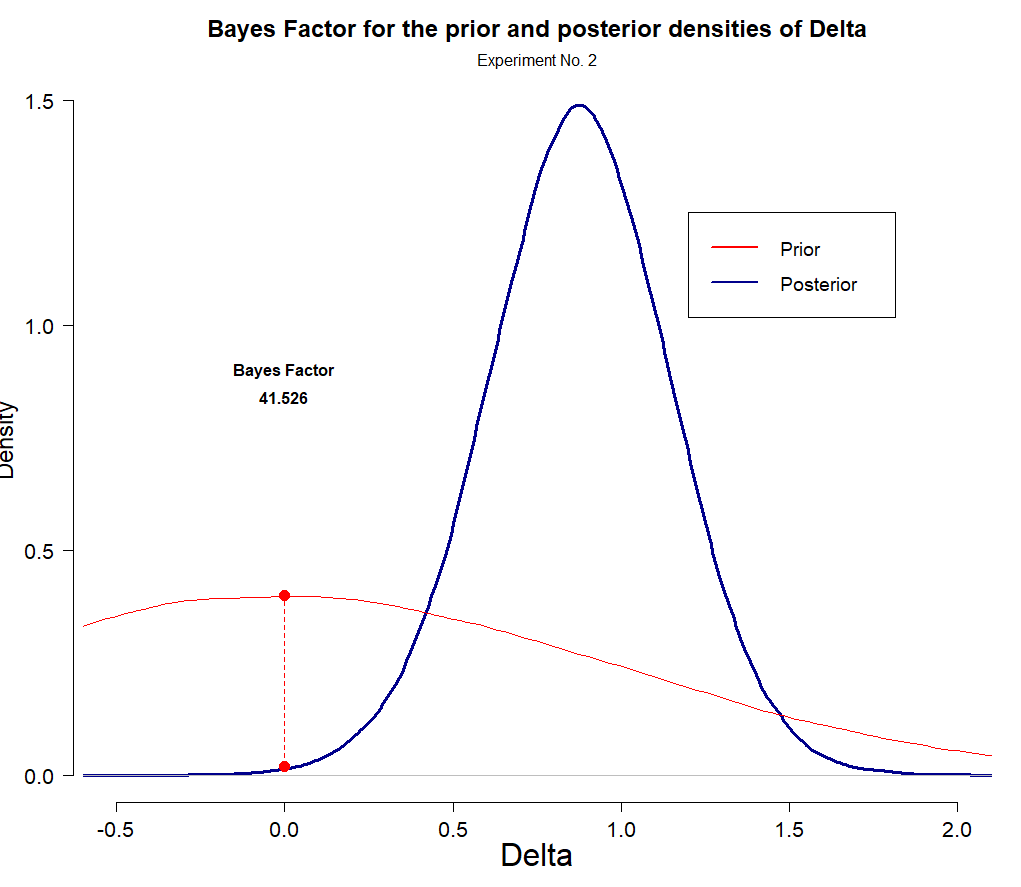 Bayes Factor for the prior and posterior densities of Delta
Experiment No. 2
1.5
1.0
0.5
0.0
Density
Prior
Posterior
Bayes Factor
41.526
-0.5 0.0 0.5 1.0 1.5 2.0
Delta